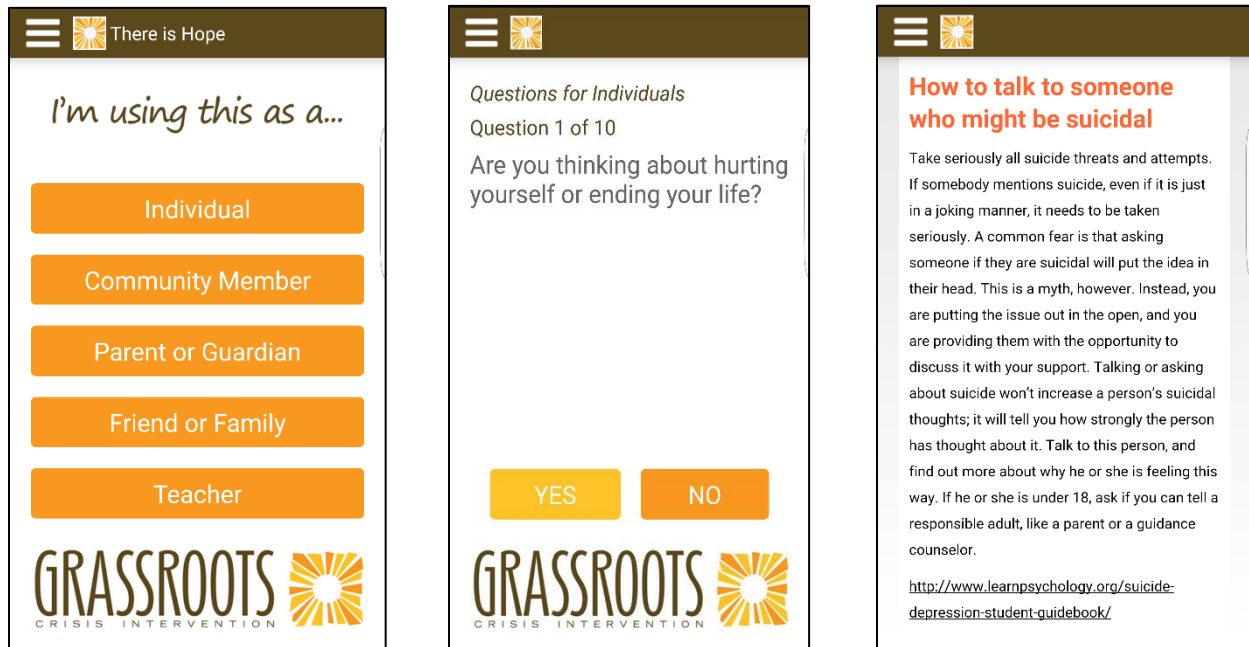 There is Hope
I'm using this as a...
Individual
Community Member
Parent or Guardian
Friend or Family
Teacher
GRASSROOTS
CRISIS INTERVENTION
Questions for Individuals
Question 1 of 10
Are you thinking about hurting
yourself or ending your life?
YES
NO
GRASSROOTS
CRISIS INTERVENTION
How to talk to someone
who might be suicidal
Take seriously all suicide threats and attempts.
If somebody mentions suicide, even if it is just
in a joking manner, it needs to be taken
seriously. A common fear is that asking
someone if they are suicidal will put the idea in
their head. This is a myth, however. Instead, you
are putting the issue out in the open, and you
are providing them with the opportunity to
discuss it with your support. Talking or asking
about suicide won't increase a person's suicidal
thoughts; it will tell you how strongly the person
has thought about it. Talk to this person, and
find out more about why he or she is feeling this
way. If he or she is under 18, ask if you can tell a
responsible adult, like a parent or a guidance
counselor.
http://www.learnpsychology.org/suicide-
depression-student-guidebook/